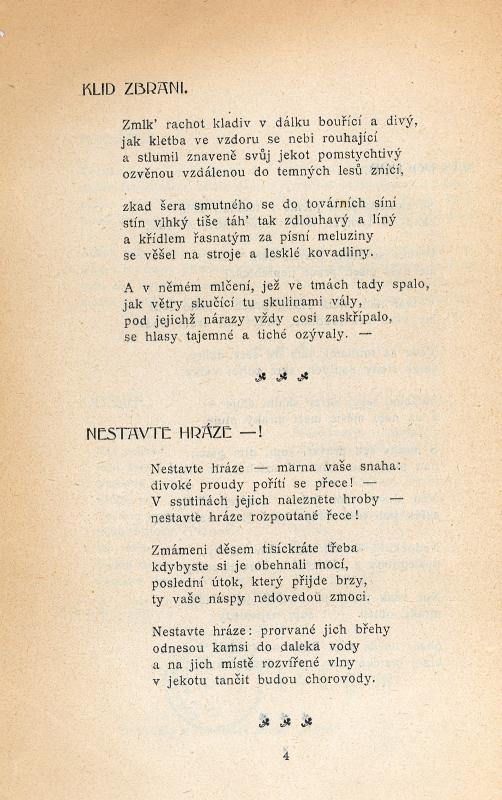 KLID ZBRANI.
Zmlk’ rachot kladiv v dálku bouřící a divý,
jak kletba ve vzdoru se nebi rouhající
a stlumil znaveně svůj jekot pomstychtivý
ozvěnou vzdálenou do temných lesů znící,
zkad šera smutného se do továrních síní
stín vlhký tiše táh’ tak zdlouhavý a líný
a křídlem řasnatým za písní meluziny
se věšel na stroje a lesklé kovadliny.
A v němém mlčení, jež ve tmách tady spalo,
jak větry skučící tu skulinami vály,
pod jejichž nárazy vždy cosi zaskřípalo,
se hlasy tajemné a tiché ozývaly. —
NESTAVTE HRÁZE —!
Nestavte hráze — marna vaše snaha:
divoké proudy pořítí se přece! —
V ssutinách jejich naleznete hroby —
nestavte hráze rozpoutané řece!
Zmámeni děsem tisíckráte třeba
kdybyste si je obehnali mocí,
poslední útok, který přijde brzy,
ty vaše náspy nedovedou zmoci.
Nestavte hráze: prorvané jich břehy
odnesou kamsi do daleka vody
a na jich místě rozvířené vlny
v jekotu tančit budou chorovody.
4